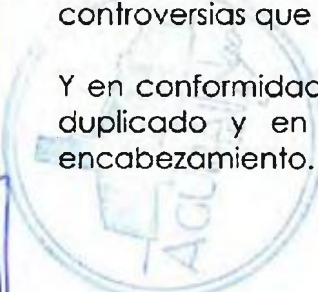 controversias que
Y en conformidad
duplicado y en
encabezamiento.